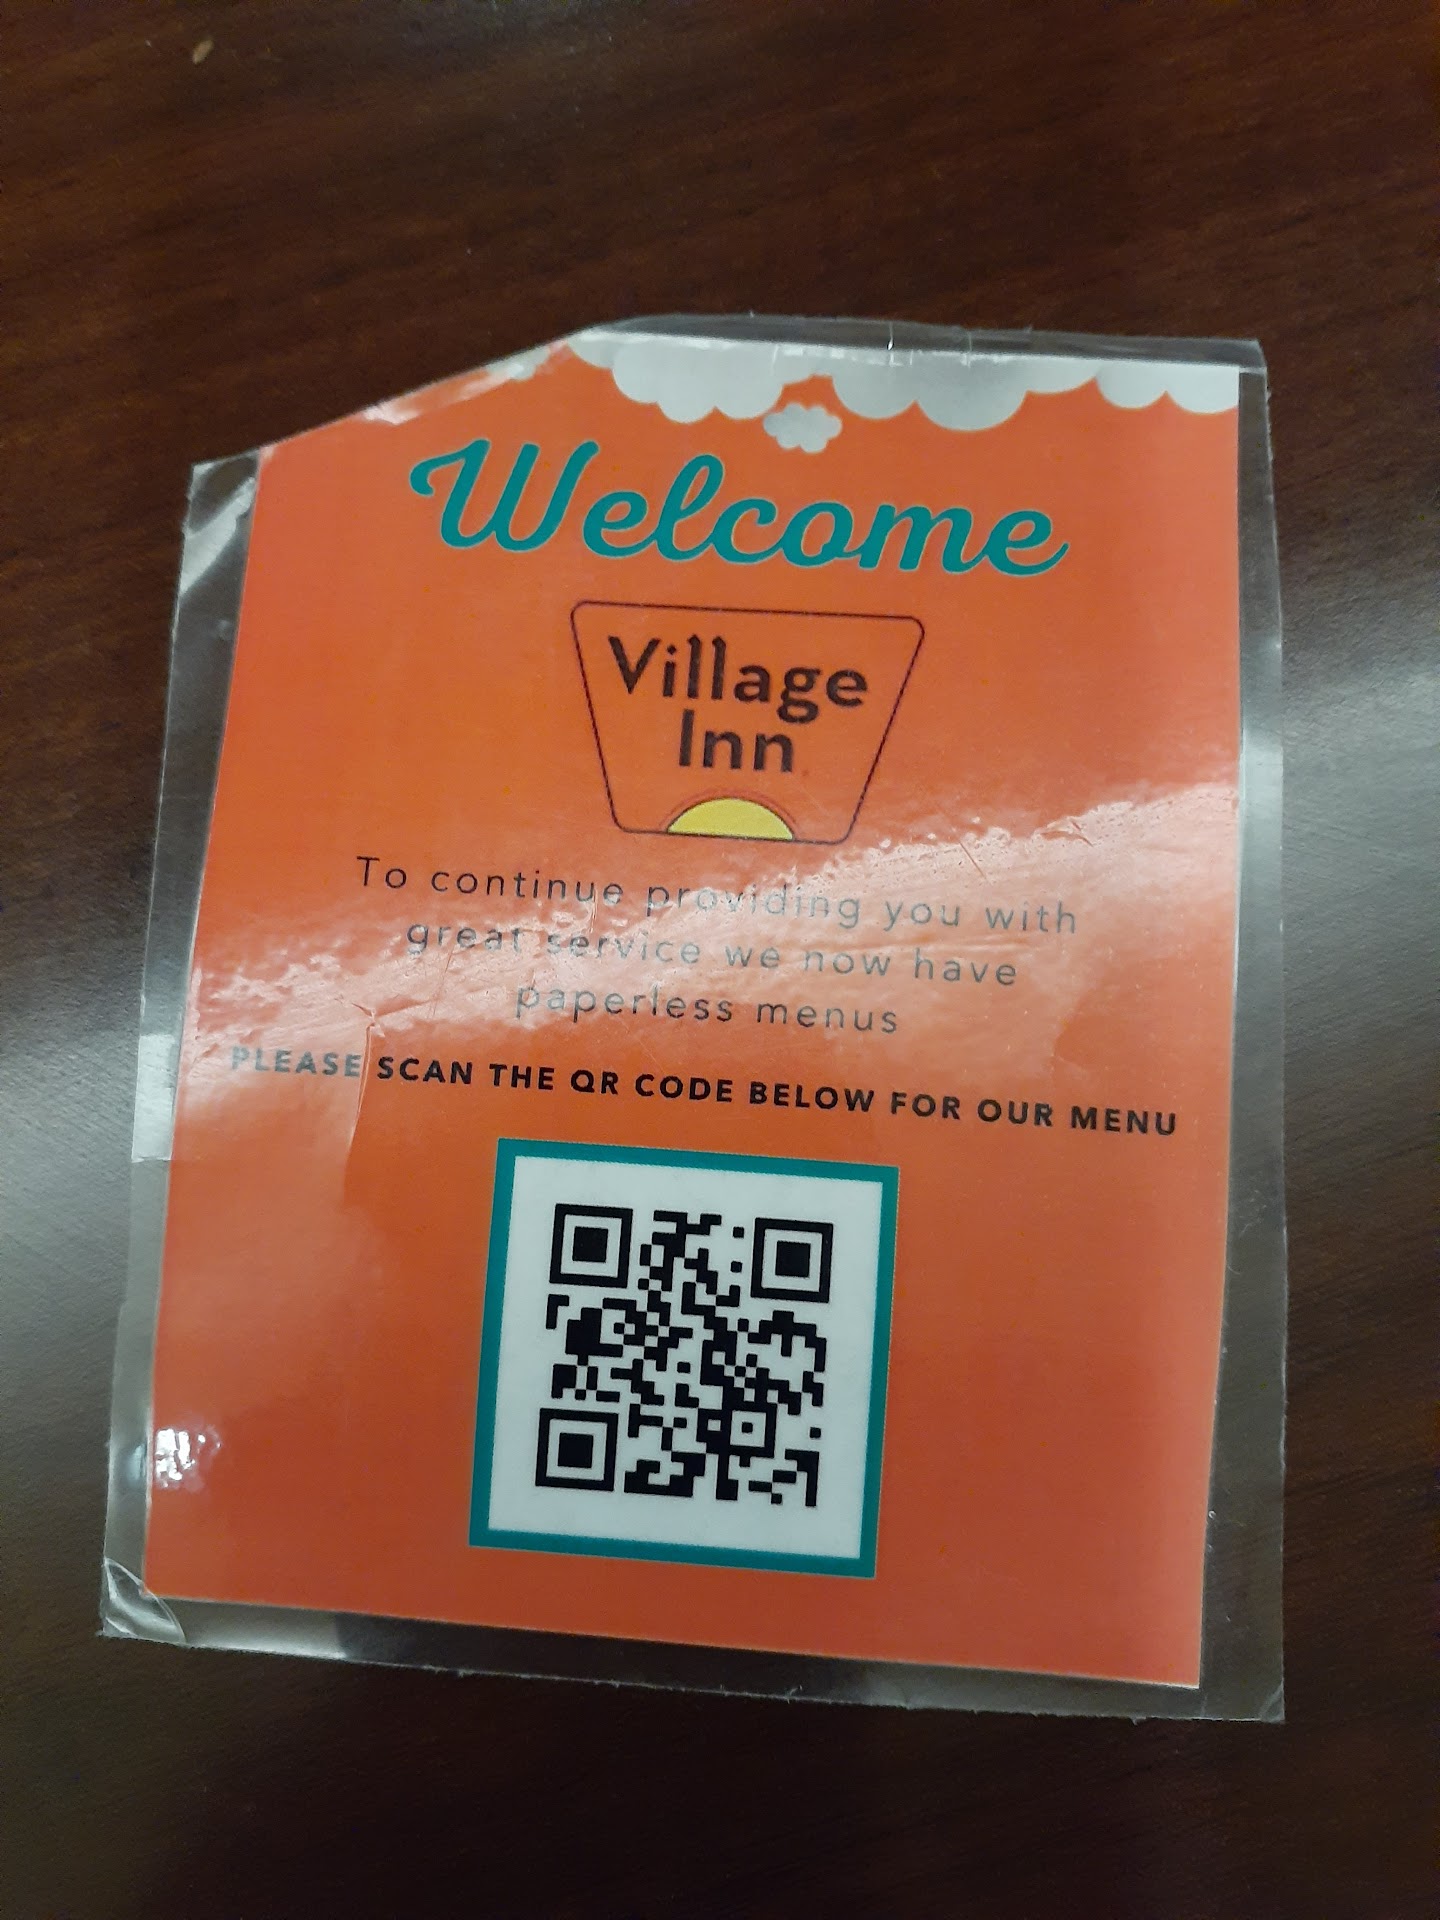 Welcome
Village
Inn
To continue providing you with
great service we now have
paperless menus
PLEASE SCAN THE QR CODE BELOW FOR OUR MENU